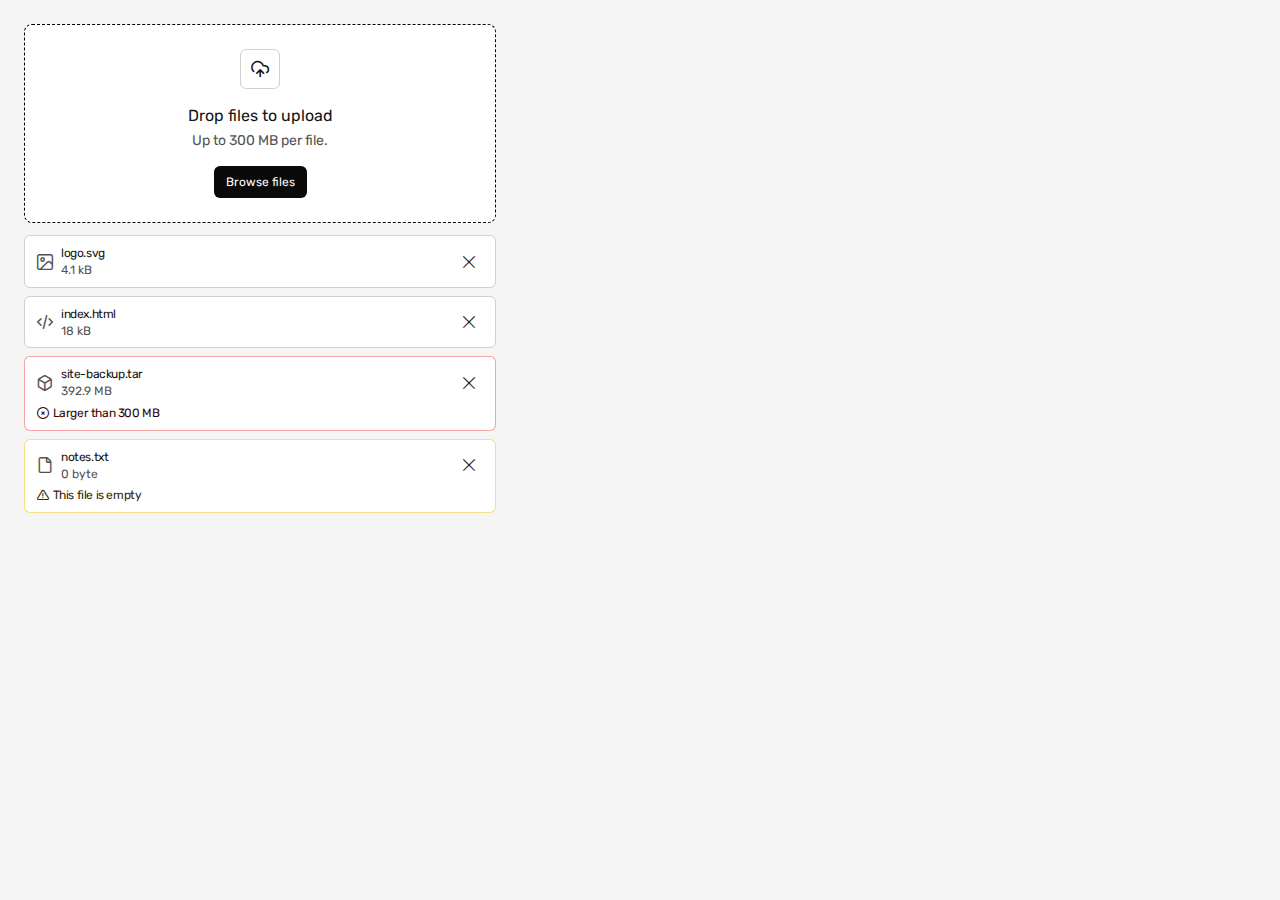 Drop files to upload
Up to 300 MB per file.
Browse files
logo.svg
4.1 kB
index.html
18 kB
site-backup.tar
392.9 MB
Larger than 300 MB
notes.txt
0 byte
This file is empty